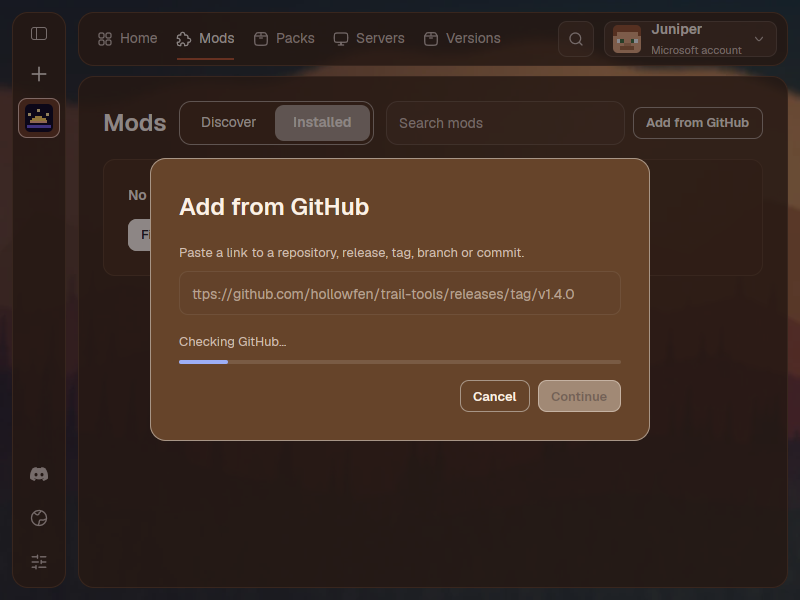 Home
Mods
Packs
Servers
Versions
Juniper
Microsoft account
Mods
Discover
Installed
Search mods
Add from GitHub
No
Add from GitHub
Paste a link to a repository, release, tag, branch or commit.
ttps://github.com/hollowfen/trail-tools/releases/tag/v1.4.0
Checking GitHub…
Cancel
Continue